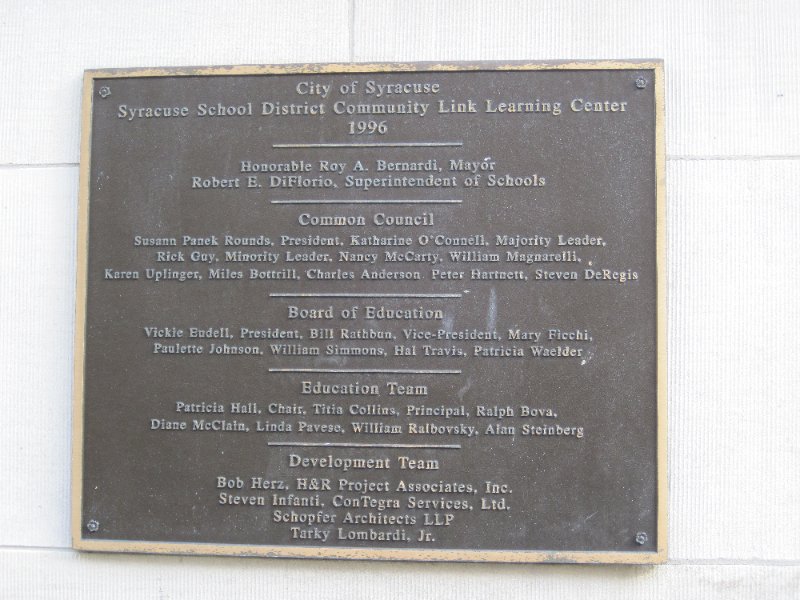 City of Syracuse
Syracuse School District Community Link Learning Center
1996
Honorable Roy A. Bernardi, Mayor
Robert E. DiFlorio, Superintendent of Schools
Common Council
Susann Panek Rounds, President, Katharine O'Connell, Majority Leader,
Rick Guy, Minority Leader, Nancy McCarty, William Magnarelli,
Karen Uplinger, Miles Bottrill, Charles Anderson, Peter Hartnett, Steven DeRegis
Board of Education
Vickie Eudell, President, Bill Rathbun, Vice-President, Mary Ficchi,
Paulette Johnson, William Simmons, Hal Travis, Patricia Waelder
Education Team
Patricia Hall, Chair, Titia Collins, Principal, Ralph Bova,
Diane McClain, Linda Pavese, William Ralbovsky, Alan Steinberg
Development Team
Bob Herz, H&R Project Associates, Inc.
Steven Infanti, ConTegra Services, Ltd.
Schopfer Architects LLP
Tarky Lombardi, Jr.